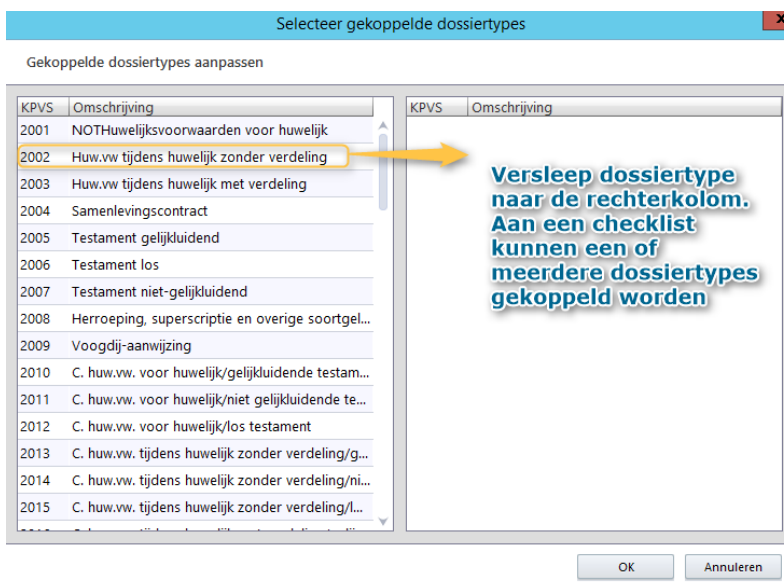 Selecteer gekoppelde dossiertypes
x
Gekoppelde dossiertypes aanpassen
KPVS Omschrijving
2001 NOTHuwelijksvoorwaarden voor huwelijk
2002 Huw.vw tijdens huwelijk zonder verdeling
2003 Huw.vw tijdens huwelijk met verdeling
2004 Samenlevingscontract
2005 Testament gelijkluidend
2006 Testament los
2007 Testament niet-gelijkluidend
2008 Herroeping, superscriptie en overige soortgel...
2009 Voogdij-aanwijzing
2010 C. huw.vw. voor huwelijk/gelijkluidende testam...
2011 C. huw.vw. voor huwelijk/niet gelijkluidende te...
2012 C. huw.vw. voor huwelijk/los testament
2013 C. huw.vw. tijdens huwelijk zonder verdeling/g...
2014 C. huw.vw. tijdens huwelijk zonder verdeling/ni...
2015 C. huw.vw. tijdens huwelijk zonder verdeling/l...
KPVS Omschrijving
Versleep dossiertype
naar de rechterkolom.
Aan een checklist
kunnen een of
meerdere dossiertypes
gekoppeld worden
OK Annuleren